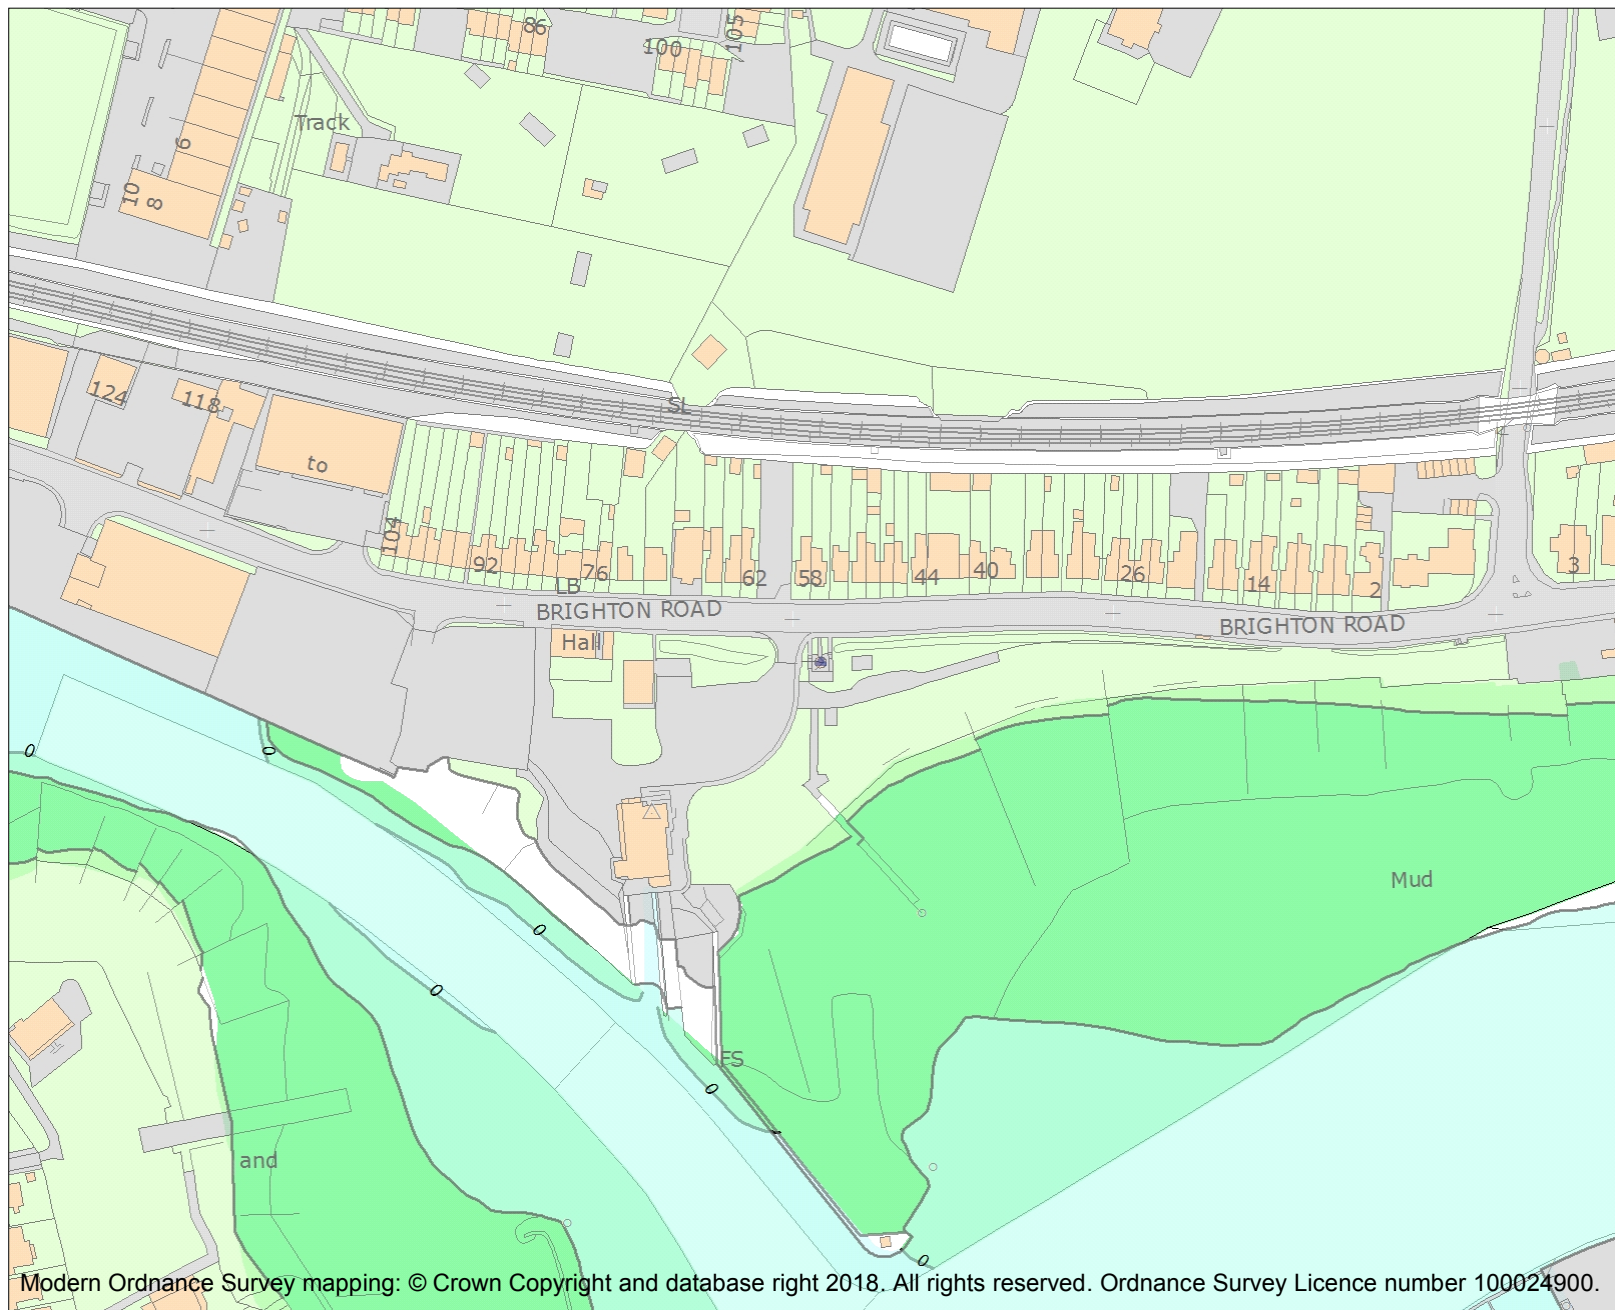 86
100
105
Track
6
10
8
SL
124
118
to
104
92
76
62
58
44
40
26
14
2
3
LB
BRIGHTON ROAD
BRIGHTON ROAD
Hall
0
0
Mud
0
0
FS
0
and
0
Modern Ordnance Survey mapping: © Crown Copyright and database right 2018. All rights reserved. Ordnance Survey Licence number 100024900.